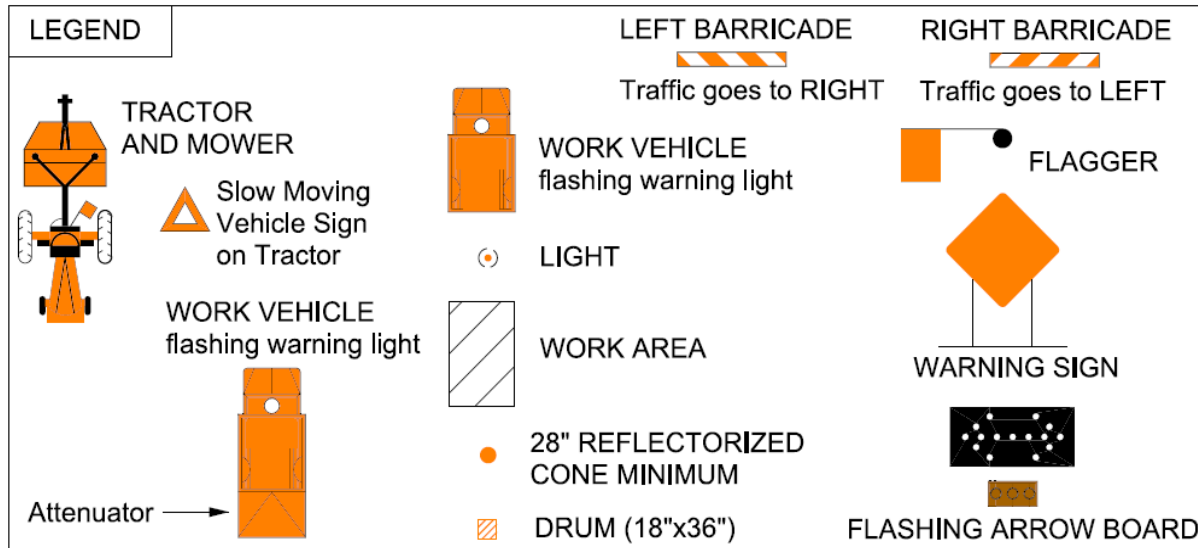 LEGEND
LEFT BARRICADE
Traffic goes to RIGHT
RIGHT BARRICADE
Traffic goes to LEFT
TRACTOR
AND MOWER
Slow Moving
Vehicle Sign
on Tractor
WORK VEHICLE
flashing warning light
FLAGGER
LIGHT
WORK VEHICLE
flashing warning light
WORK AREA
WARNING SIGN
28" REFLECTORIZED
CONE MINIMUM
Attenuator
DRUM (18"x36")
FLASHING ARROW BOARD